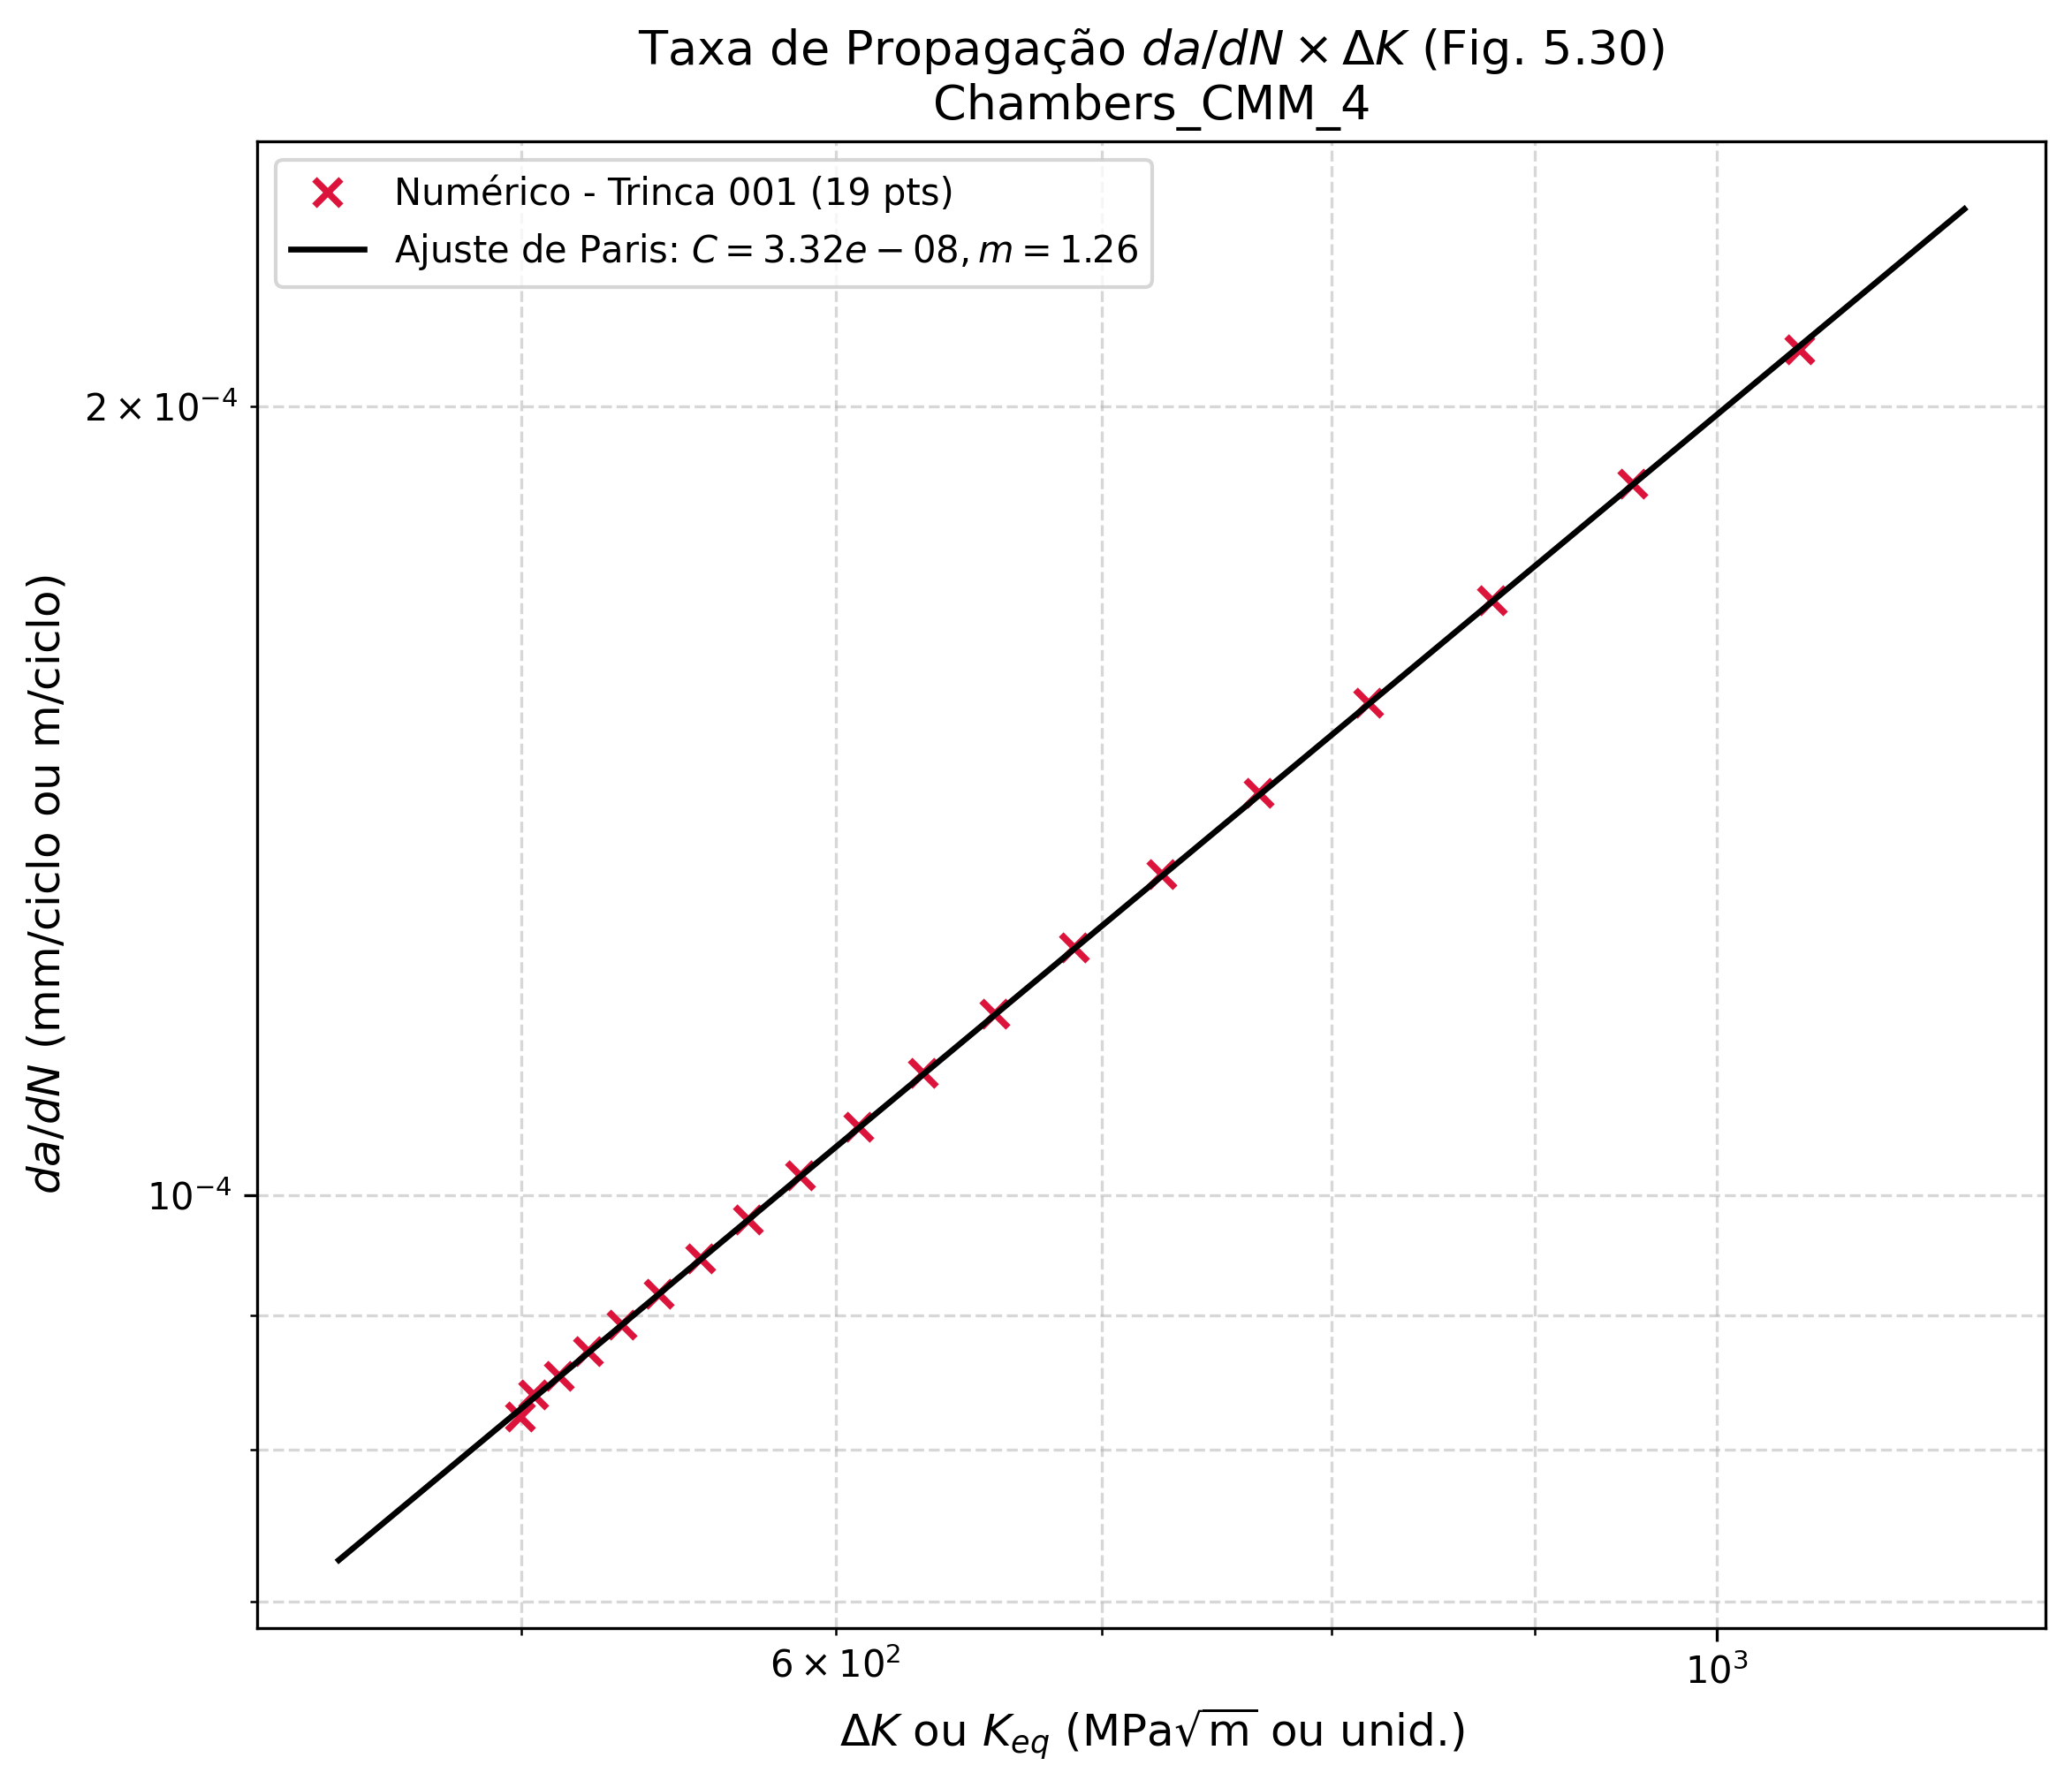 Taxa de Propagação da/dN × ΔK (Fig. 5.30)
Chambers_CMM_4
Numérico - Trinca 001 (19 pts)
Ajuste de Paris: C = 3.32e − 08, m = 1.26
da/dN (mm/ciclo ou m/ciclo)
2 × 10⁻⁴
10⁻⁴
6 × 10²
10³
ΔK ou K_eq (MPa√m ou unid.)